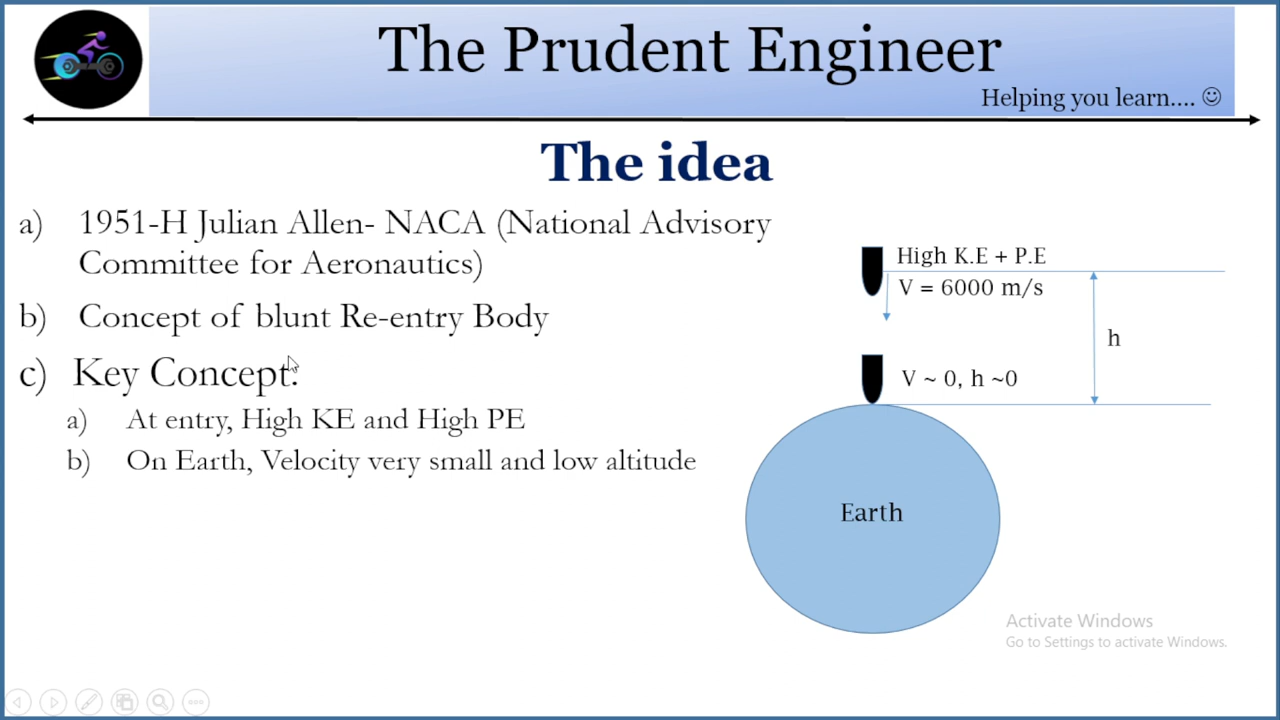 The Prudent Engineer
Helping you learn.... ☺
The idea
a) 1951-H Julian Allen- NACA (National Advisory
Committee for Aeronautics)
b) Concept of blunt Re-entry Body
c) Key Concept:
a) At entry, High KE and High PE
b) On Earth, Velocity very small and low altitude
High K.E + P.E
V = 6000 m/s
h
V ~ 0, h ~0
Earth
Activate Windows
Go to Settings to activate Windows.